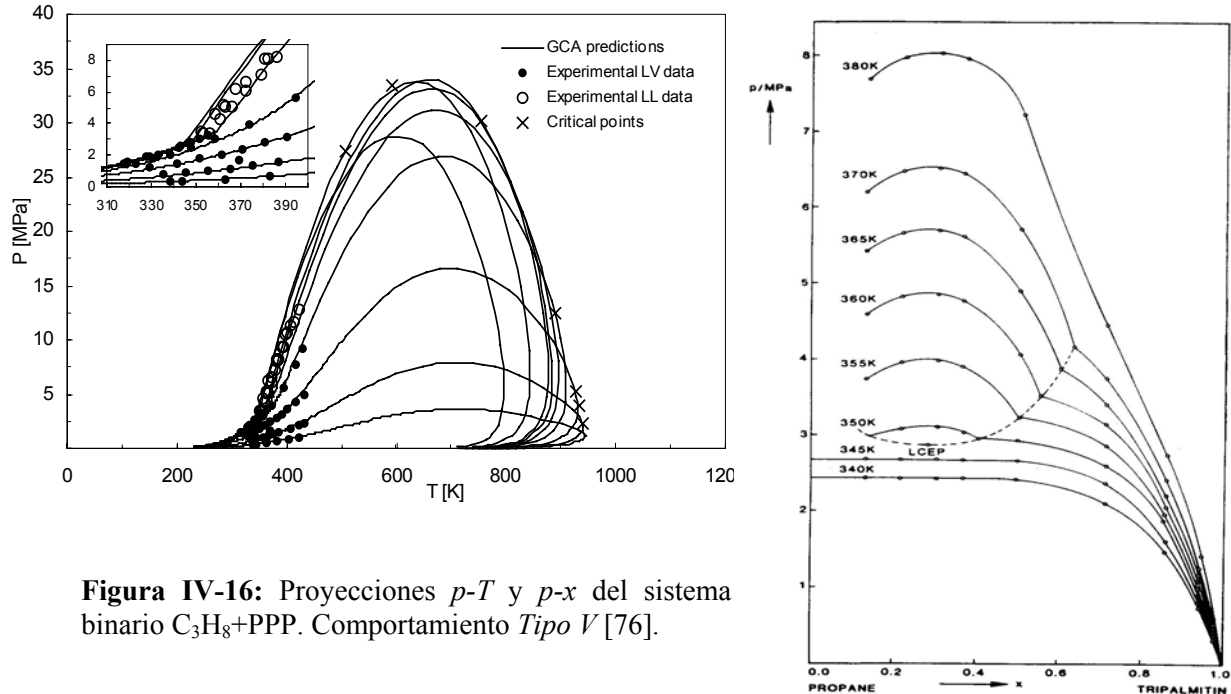 40
35
30
25
20
15
10
5
P [MPa]
8
6
4
2
0
310 330 350 370 390
GCA predictions
Experimental LV data
Experimental LL data
Critical points
0 200 400 600 800 1000 120
T [K]
Figura IV-16: Proyecciones p-T y p-x del sistema
binario C₃H₈+PPP. Comportamiento Tipo V [76].
p/MPa
8
7
6
5
4
3
2
1
380K
370K
365K
360K
355K
350K
LCEP
345K
340K
0.0 0.2 0.4 0.6 0.8 1.0
PROPANE x TRIPALMITIN